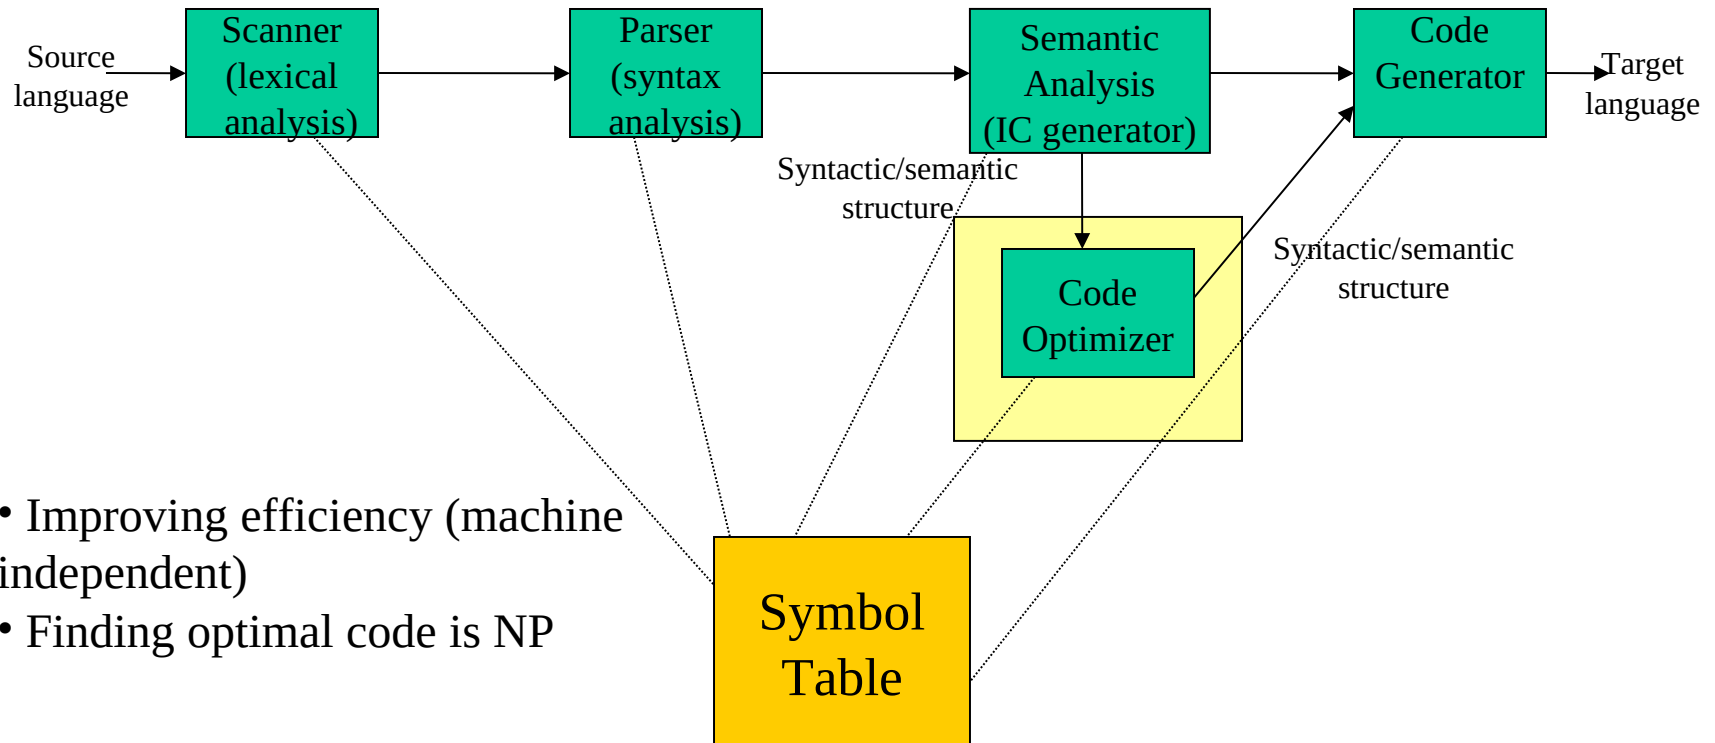 Source
language
Scanner
(lexical
analysis)
Parser
(syntax
analysis)
Semantic
Analysis
(IC generator)
Code
Generator
Target
language
Syntactic/semantic
structure
Code
Optimizer
Syntactic/semantic
structure
• Improving efficiency (machine
independent)
• Finding optimal code is NP
Symbol
Table